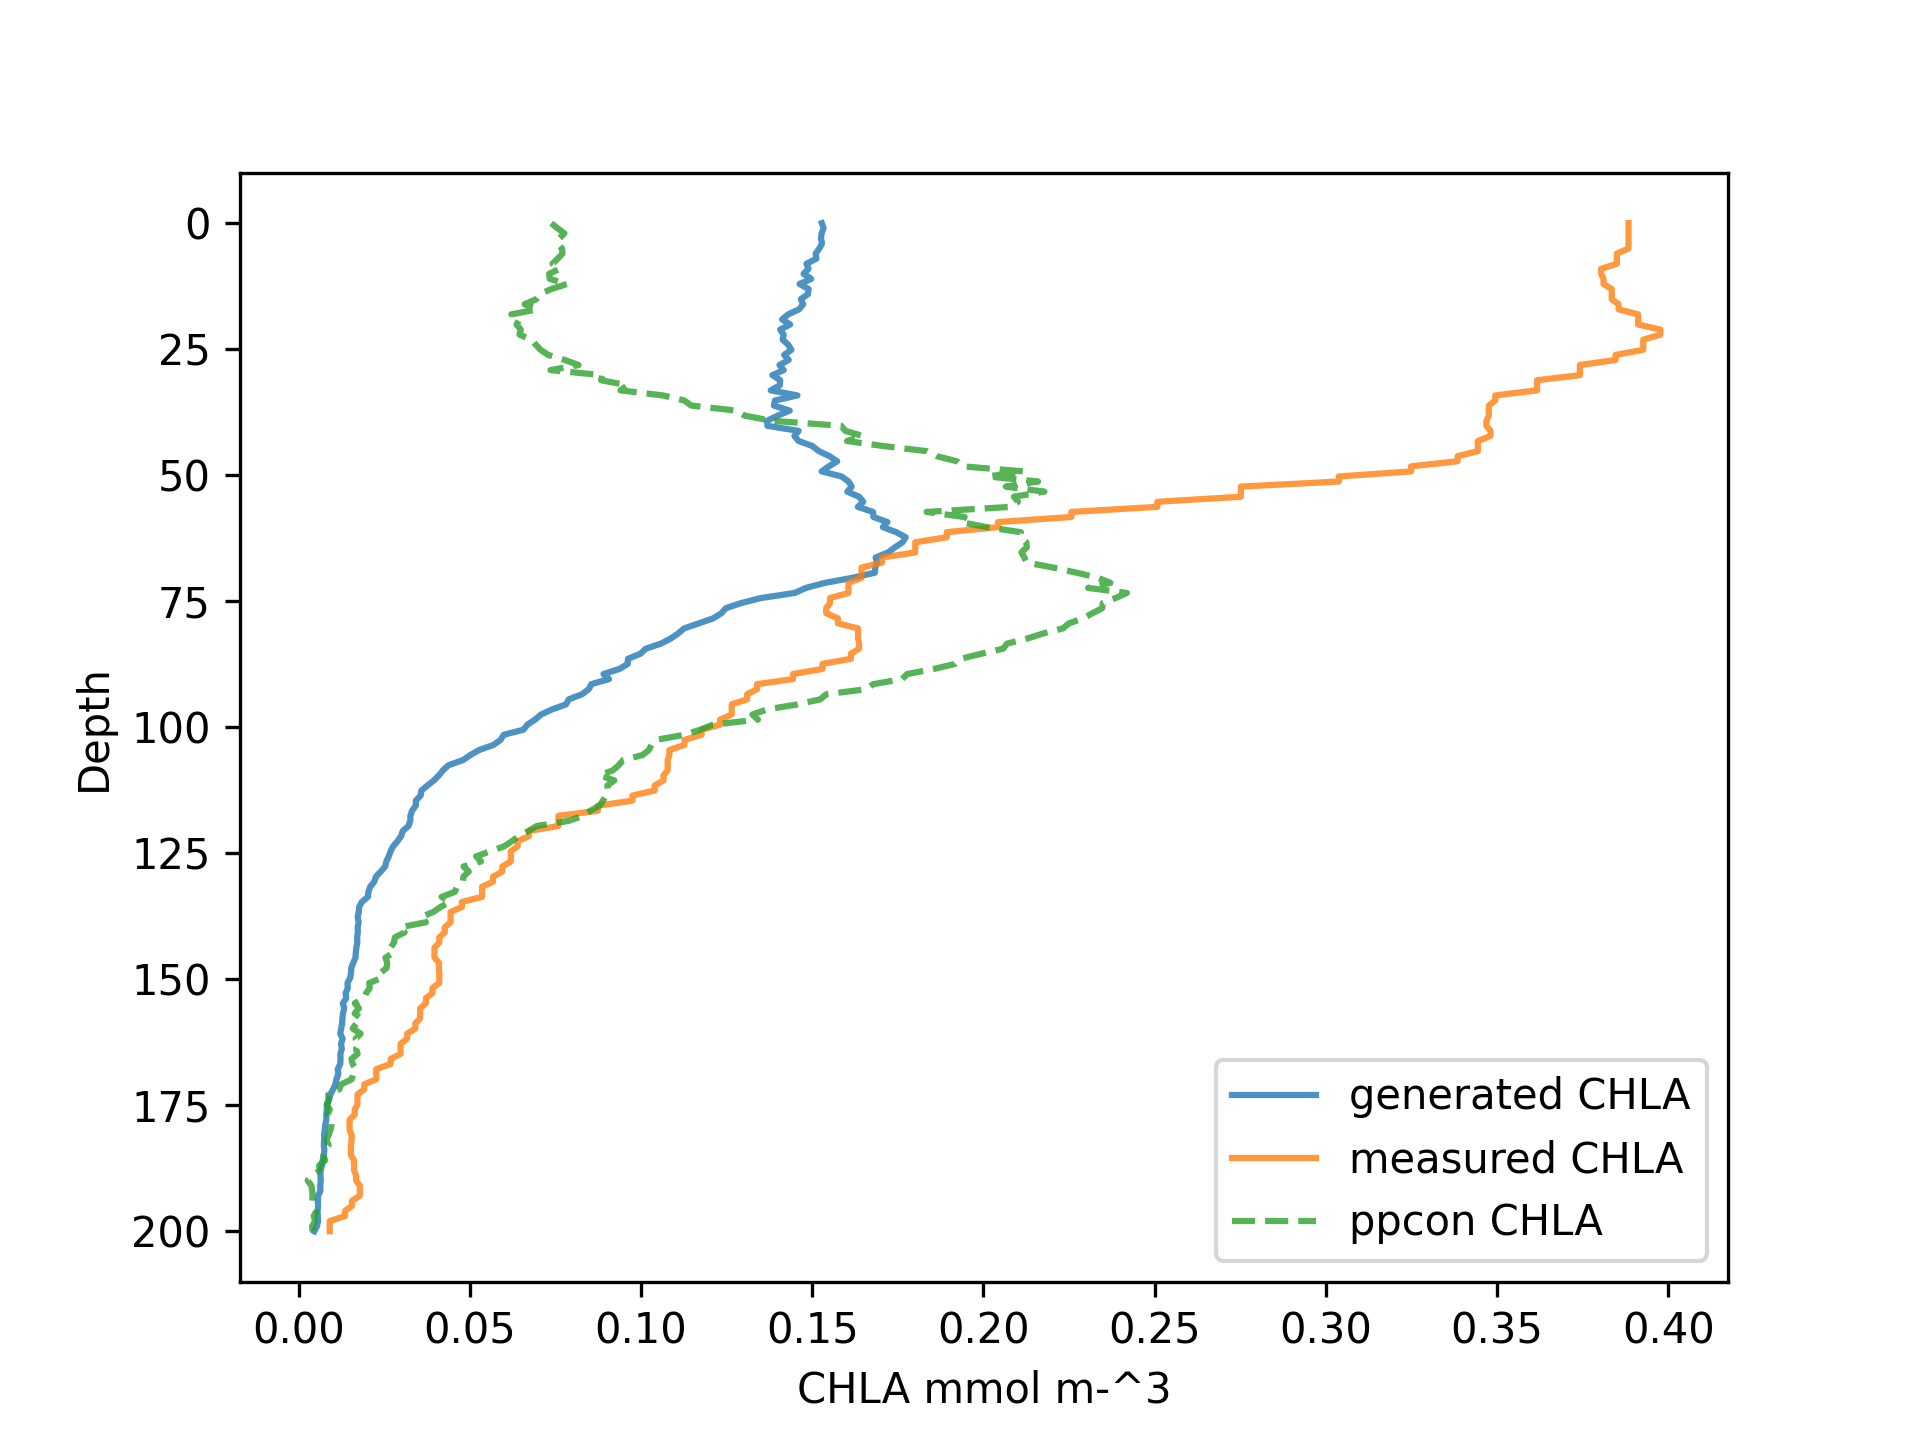 0
25
50
75
100
125
150
175
200
Depth
0.00 0.05 0.10 0.15 0.20 0.25 0.30 0.35 0.40
CHLA mmol m-^3
generated CHLA
measured CHLA
ppcon CHLA